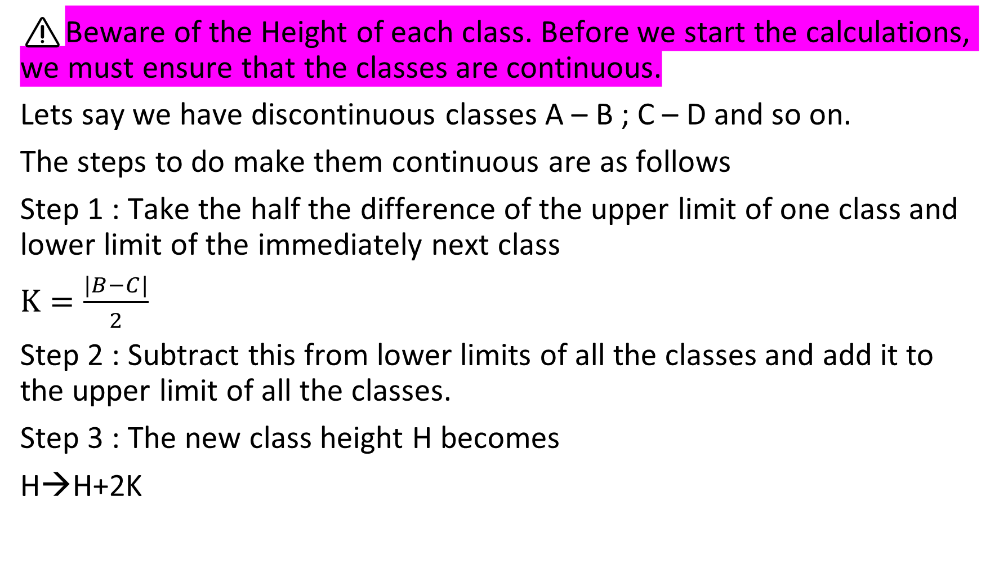 ⚠Beware of the Height of each class. Before we start the calculations,
we must ensure that the classes are continuous.
Lets say we have discontinuous classes A – B ; C – D and so on.
The steps to do make them continuous are as follows
Step 1 : Take the half the difference of the upper limit of one class and
lower limit of the immediately next class
K = |B−C| / 2
Step 2 : Subtract this from lower limits of all the classes and add it to
the upper limit of all the classes.
Step 3 : The new class height H becomes
H→H+2K